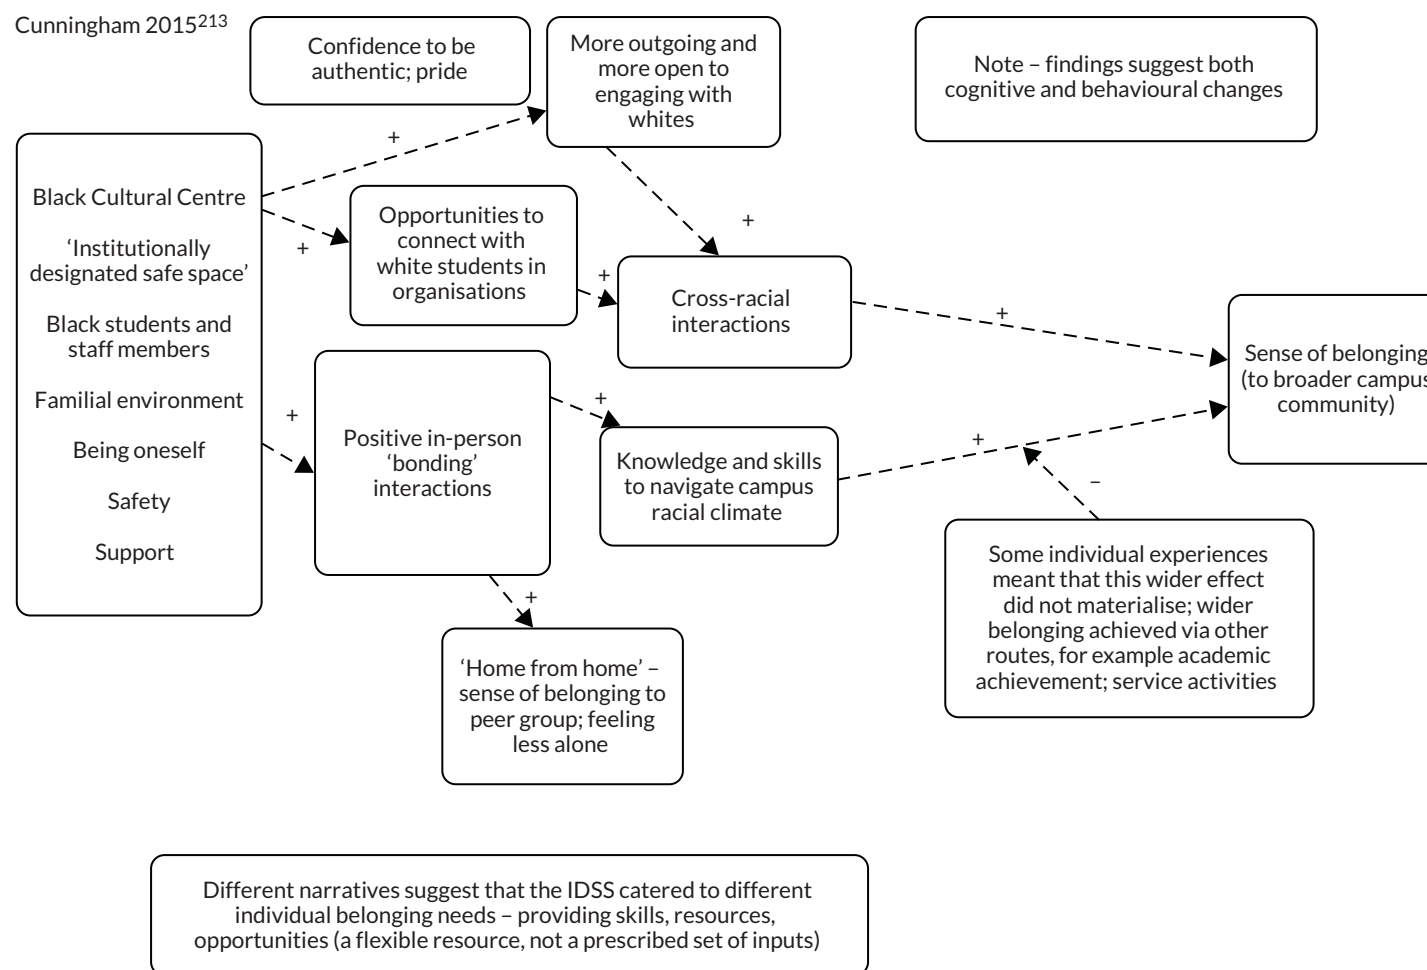 Cunningham 2015²¹³
Confidence to be
authentic; pride
More outgoing and
more open to
engaging with
whites
Note – findings suggest both
cognitive and behavioural changes
+
Black Cultural Centre
‘Institutionally
designated safe space’
Black students and
staff members
Familial environment
Being oneself
Safety
Support
+
Opportunities to
connect with
white students in
organisations
+
+
Cross-racial
interactions
+
Sense of belonging
(to broader campus
community)
+
Positive in-person
‘bonding’
interactions
+
Knowledge and skills
to navigate campus
racial climate
+
–
Some individual experiences
meant that this wider effect
did not materialise; wider
belonging achieved via other
routes, for example academic
achievement; service activities
+
‘Home from home’ –
sense of belonging to
peer group; feeling
less alone
Different narratives suggest that the IDSS catered to different
individual belonging needs – providing skills, resources,
opportunities (a flexible resource, not a prescribed set of inputs)